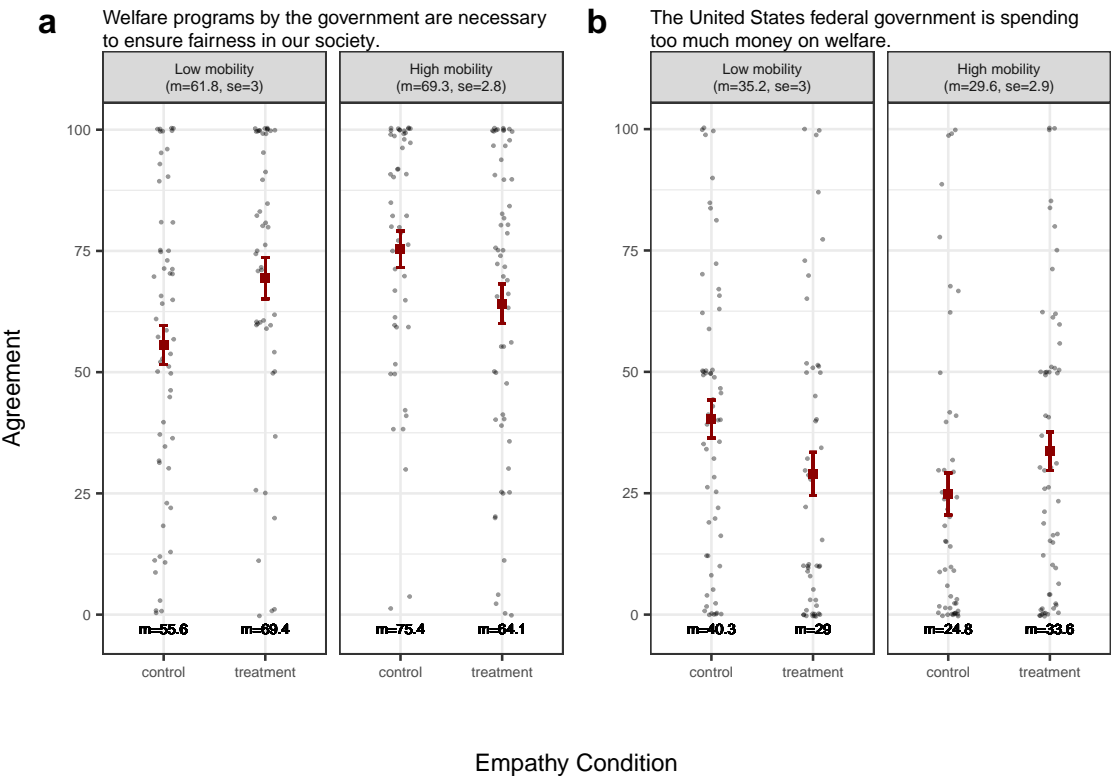 a
Welfare programs by the government are necessary
to ensure fairness in our society.
Low mobility
(m=61.8, se=3)
High mobility
(m=69.3, se=2.8)
100
75
50
25
0
m=55.6
m=69.4
m=75.4
m=64.1
control
treatment
control
treatment
b
The United States federal government is spending
too much money on welfare.
Low mobility
(m=35.2, se=3)
High mobility
(m=29.6, se=2.9)
100
75
50
25
0
m=40.3
m=29
m=24.8
m=33.6
control
treatment
control
treatment
Agreement
Empathy Condition